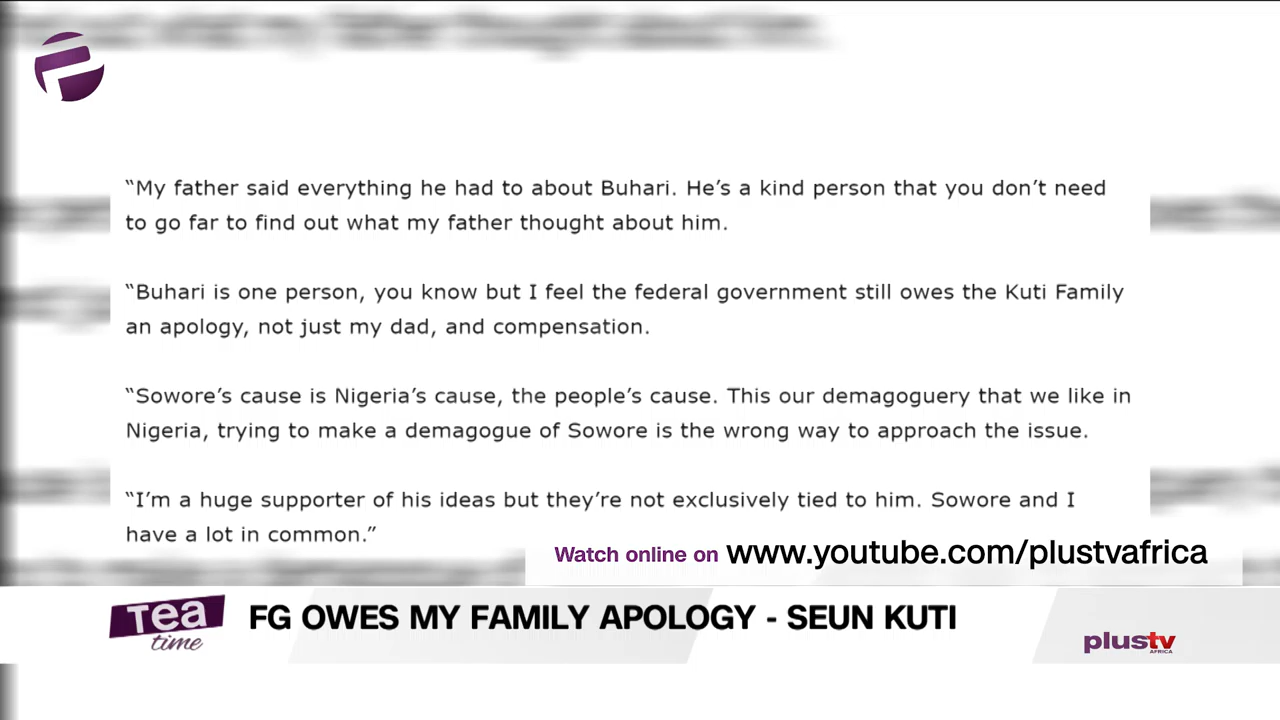 “My father said everything he had to about Buhari. He’s a kind person that you don’t need
to go far to find out what my father thought about him.
“Buhari is one person, you know but I feel the federal government still owes the Kuti Family
an apology, not just my dad, and compensation.
“Sowore’s cause is Nigeria’s cause, the people’s cause. This our demagoguery that we like in
Nigeria, trying to make a demagogue of Sowore is the wrong way to approach the issue.
“I’m a huge supporter of his ideas but they’re not exclusively tied to him. Sowore and I
have a lot in common.”
Watch online on www.youtube.com/plustvafrica
Tea
time
FG OWES MY FAMILY APOLOGY - SEUN KUTI
plustv
AFRICA